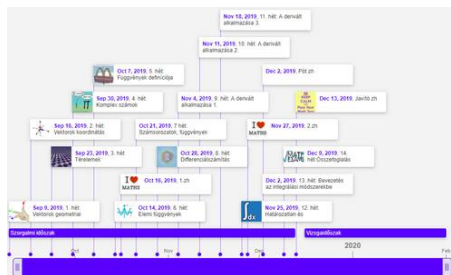 Nov 18, 2019, 11. hét: A derivált
alkalmazása 3.
Nov 11, 2019, 10. hét: A derivált
alkalmazása 2.
Oct 7, 2019, 5. hét:
Függvények definíciója
Dec 2, 2019, Pót zh
Sep 30, 2019, 4. hét:
Komplex számok
Nov 4, 2019, 9. hét: A derivált
alkalmazása 1.
KEEP
CALM
Dec 13, 2019, Javító zh
Sep 16, 2019, 2. hét:
Vektorok koordinátás
Oct 21, 2019, 7. hét:
Számsorozatok, függvények
I
MATHS
Nov 27, 2019, 2.zh
Sep 23, 2019, 3. hét:
Térelemek
Oct 28, 2019, 8. hét:
Differenciálszámítás
Dec 9, 2019, 14.
hét:Összefoglalás
I
MATHS
Oct 16, 2019, 1.zh
Dec 2, 2019, 13. hét: Bevezetés
az integrálási módszerekbe
Sep 9, 2019, 1. hét:
Vektorok geometriai
Oct 14, 2019, 6. hét:
Elemi függvények
∫dx
Nov 25, 2019, 12. hét:
Határozatlan és
Szorgalmi időszak
Vizsgaidőszak
Oct
Nov
Dec
2020
Feb